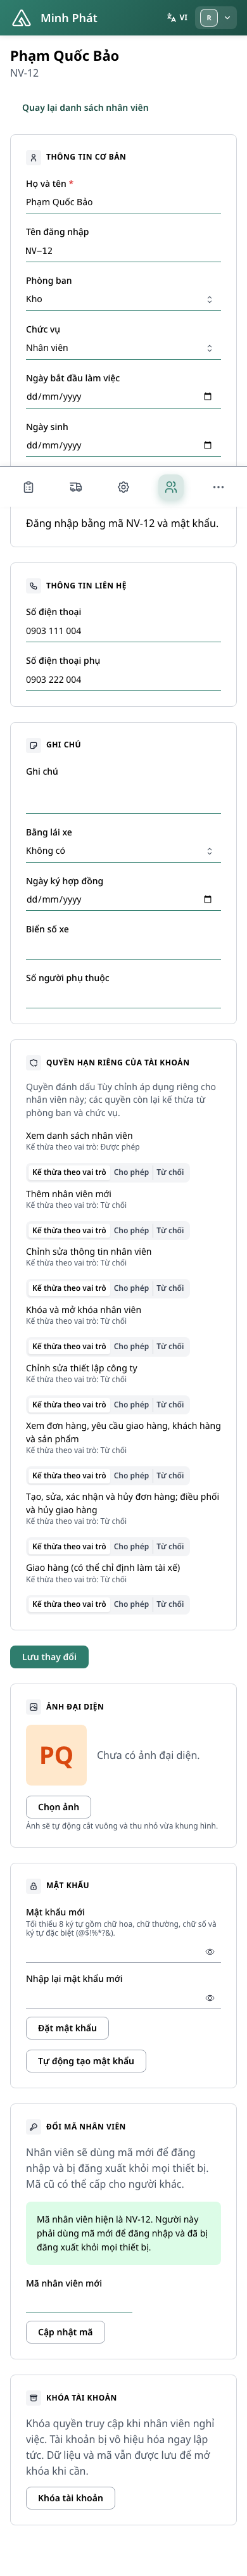 Minh Phát
VI
R
Phạm Quốc Bảo
NV-12
Quay lại danh sách nhân viên
THÔNG TIN CƠ BẢN
Họ và tên *
Phạm Quốc Bảo
Tên đăng nhập
NV-12
Phòng ban
Kho
Chức vụ
Nhân viên
Ngày bắt đầu làm việc
dd/mm/yyyy
Ngày sinh
dd/mm/yyyy
Đăng nhập bằng mã NV-12 và mật khẩu.
THÔNG TIN LIÊN HỆ
Số điện thoại
0903 111 004
Số điện thoại phụ
0903 222 004
GHI CHÚ
Ghi chú
Bằng lái xe
Không có
Ngày ký hợp đồng
dd/mm/yyyy
Biển số xe
Số người phụ thuộc
QUYỀN HẠN RIÊNG CỦA TÀI KHOẢN
Quyền đánh dấu Tùy chỉnh áp dụng riêng cho
nhân viên này; các quyền còn lại kế thừa từ
phòng ban và chức vụ.
Xem danh sách nhân viên
Kế thừa theo vai trò: Được phép
Kế thừa theo vai trò Cho phép Từ chối
Thêm nhân viên mới
Kế thừa theo vai trò: Từ chối
Kế thừa theo vai trò Cho phép Từ chối
Chỉnh sửa thông tin nhân viên
Kế thừa theo vai trò: Từ chối
Kế thừa theo vai trò Cho phép Từ chối
Khóa và mở khóa nhân viên
Kế thừa theo vai trò: Từ chối
Kế thừa theo vai trò Cho phép Từ chối
Chỉnh sửa thiết lập công ty
Kế thừa theo vai trò: Từ chối
Kế thừa theo vai trò Cho phép Từ chối
Xem đơn hàng, yêu cầu giao hàng, khách hàng
và sản phẩm
Kế thừa theo vai trò: Từ chối
Kế thừa theo vai trò Cho phép Từ chối
Tạo, sửa, xác nhận và hủy đơn hàng; điều phối
và hủy giao hàng
Kế thừa theo vai trò: Từ chối
Kế thừa theo vai trò Cho phép Từ chối
Giao hàng (có thể chỉ định làm tài xế)
Kế thừa theo vai trò: Từ chối
Kế thừa theo vai trò Cho phép Từ chối
Lưu thay đổi
ẢNH ĐẠI DIỆN
PQ
Chưa có ảnh đại diện.
Chọn ảnh
Ảnh sẽ tự động cắt vuông và thu nhỏ vừa khung hình.
MẬT KHẨU
Mật khẩu mới
Tối thiểu 8 ký tự gồm chữ hoa, chữ thường, chữ số và
ký tự đặc biệt (@$!%*?&).
Nhập lại mật khẩu mới
Đặt mật khẩu
Tự động tạo mật khẩu
ĐỔI MÃ NHÂN VIÊN
Nhân viên sẽ dùng mã mới để đăng
nhập và bị đăng xuất khỏi mọi thiết bị.
Mã cũ có thể cấp cho người khác.
Mã nhân viên hiện là NV-12. Người này
phải dùng mã mới để đăng nhập và đã bị
đăng xuất khỏi mọi thiết bị.
Mã nhân viên mới
Cập nhật mã
KHÓA TÀI KHOẢN
Khóa quyền truy cập khi nhân viên nghỉ
việc. Tài khoản bị vô hiệu hóa ngay lập
tức. Dữ liệu và mã vẫn được lưu để mở
khóa khi cần.
Khóa tài khoản